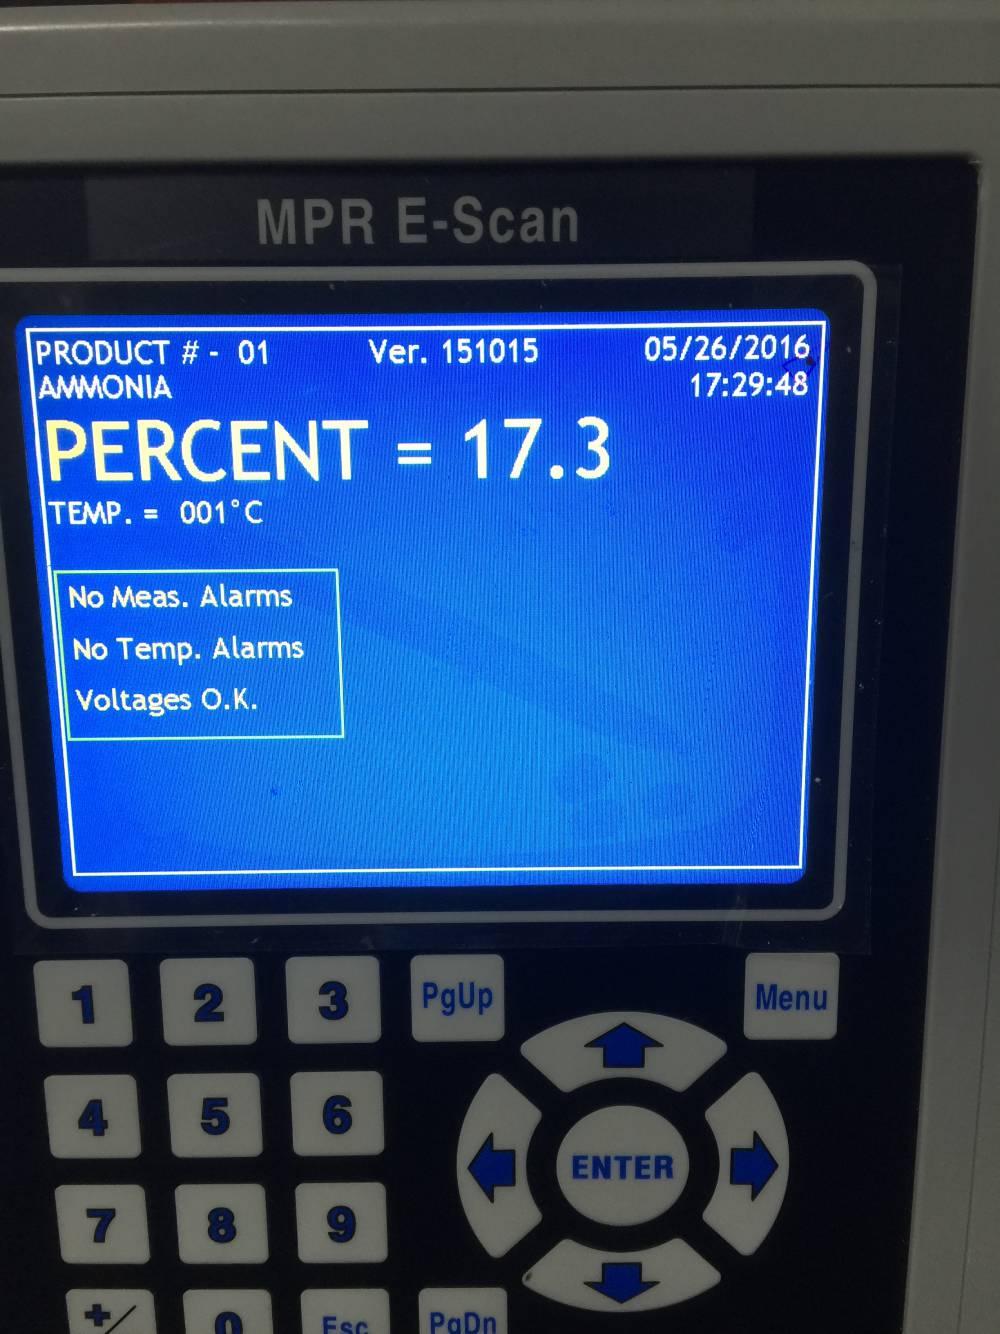 MPR E-Scan
PRODUCT # - 01 Ver. 151015 05/26/2016
AMMONIA 17:29:48
PERCENT = 17.3
TEMP. = 001°C
No Meas. Alarms
No Temp. Alarms
Voltages O.K.
1 2 3 PgUp Menu
4 5 6
ENTER
7 8 9
+/ 0 Esc PgDn